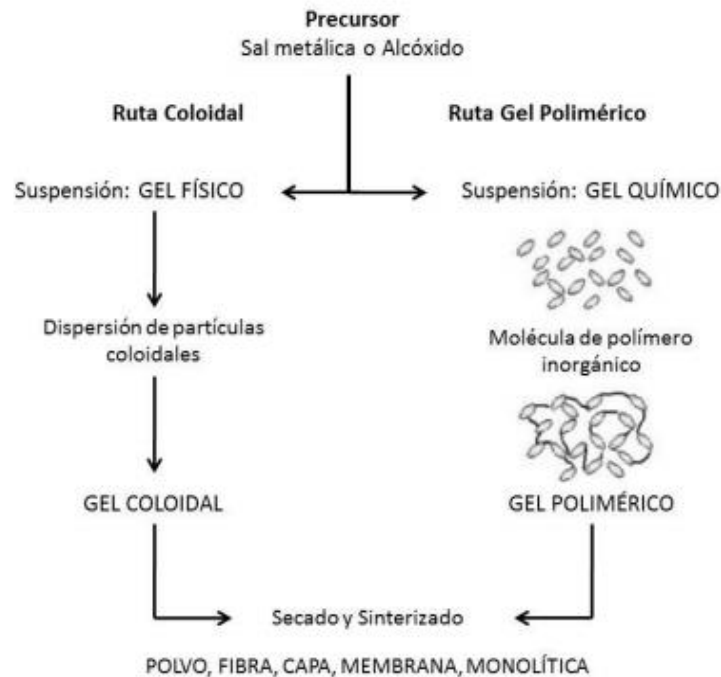 Precursor
Sal metálica o Alcóxido
Ruta Coloidal
Ruta Gel Polimérico
Suspensión: GEL FÍSICO
Suspensión: GEL QUÍMICO
Dispersión de partículas
coloidales
Molécula de polímero
inorgánico
GEL COLOIDAL
GEL POLIMÉRICO
Secado y Sinterizado
POLVO, FIBRA, CAPA, MEMBRANA, MONOLÍTICA